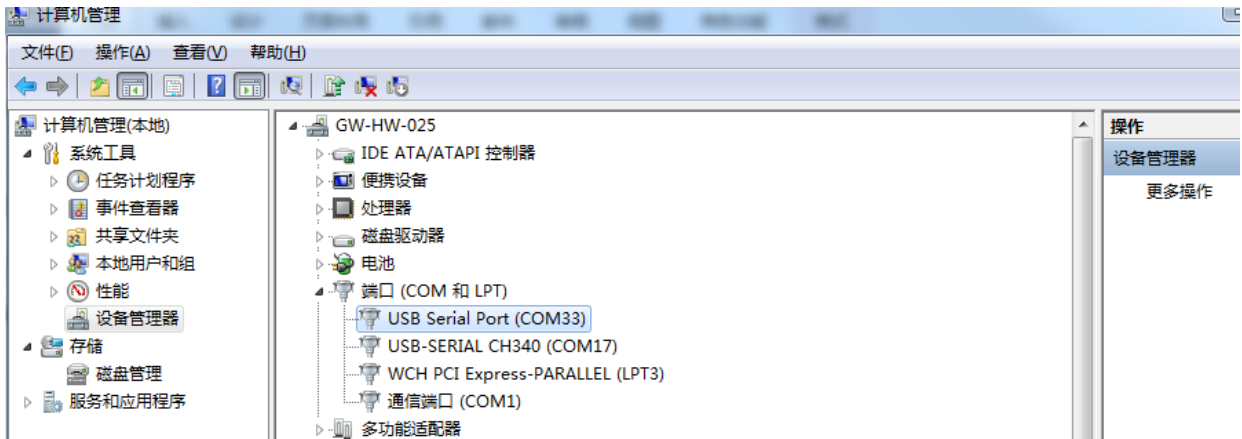 计算机管理
文件(F) 操作(A) 查看(V) 帮助(H)
计算机管理(本地)
系统工具
任务计划程序
事件查看器
共享文件夹
本地用户和组
性能
设备管理器
存储
磁盘管理
服务和应用程序
GW-HW-025
IDE ATA/ATAPI 控制器
便携设备
处理器
磁盘驱动器
电池
端口 (COM 和 LPT)
USB Serial Port (COM33)
USB-SERIAL CH340 (COM17)
WCH PCI Express-PARALLEL (LPT3)
通信端口 (COM1)
多功能适配器
操作
设备管理器
更多操作